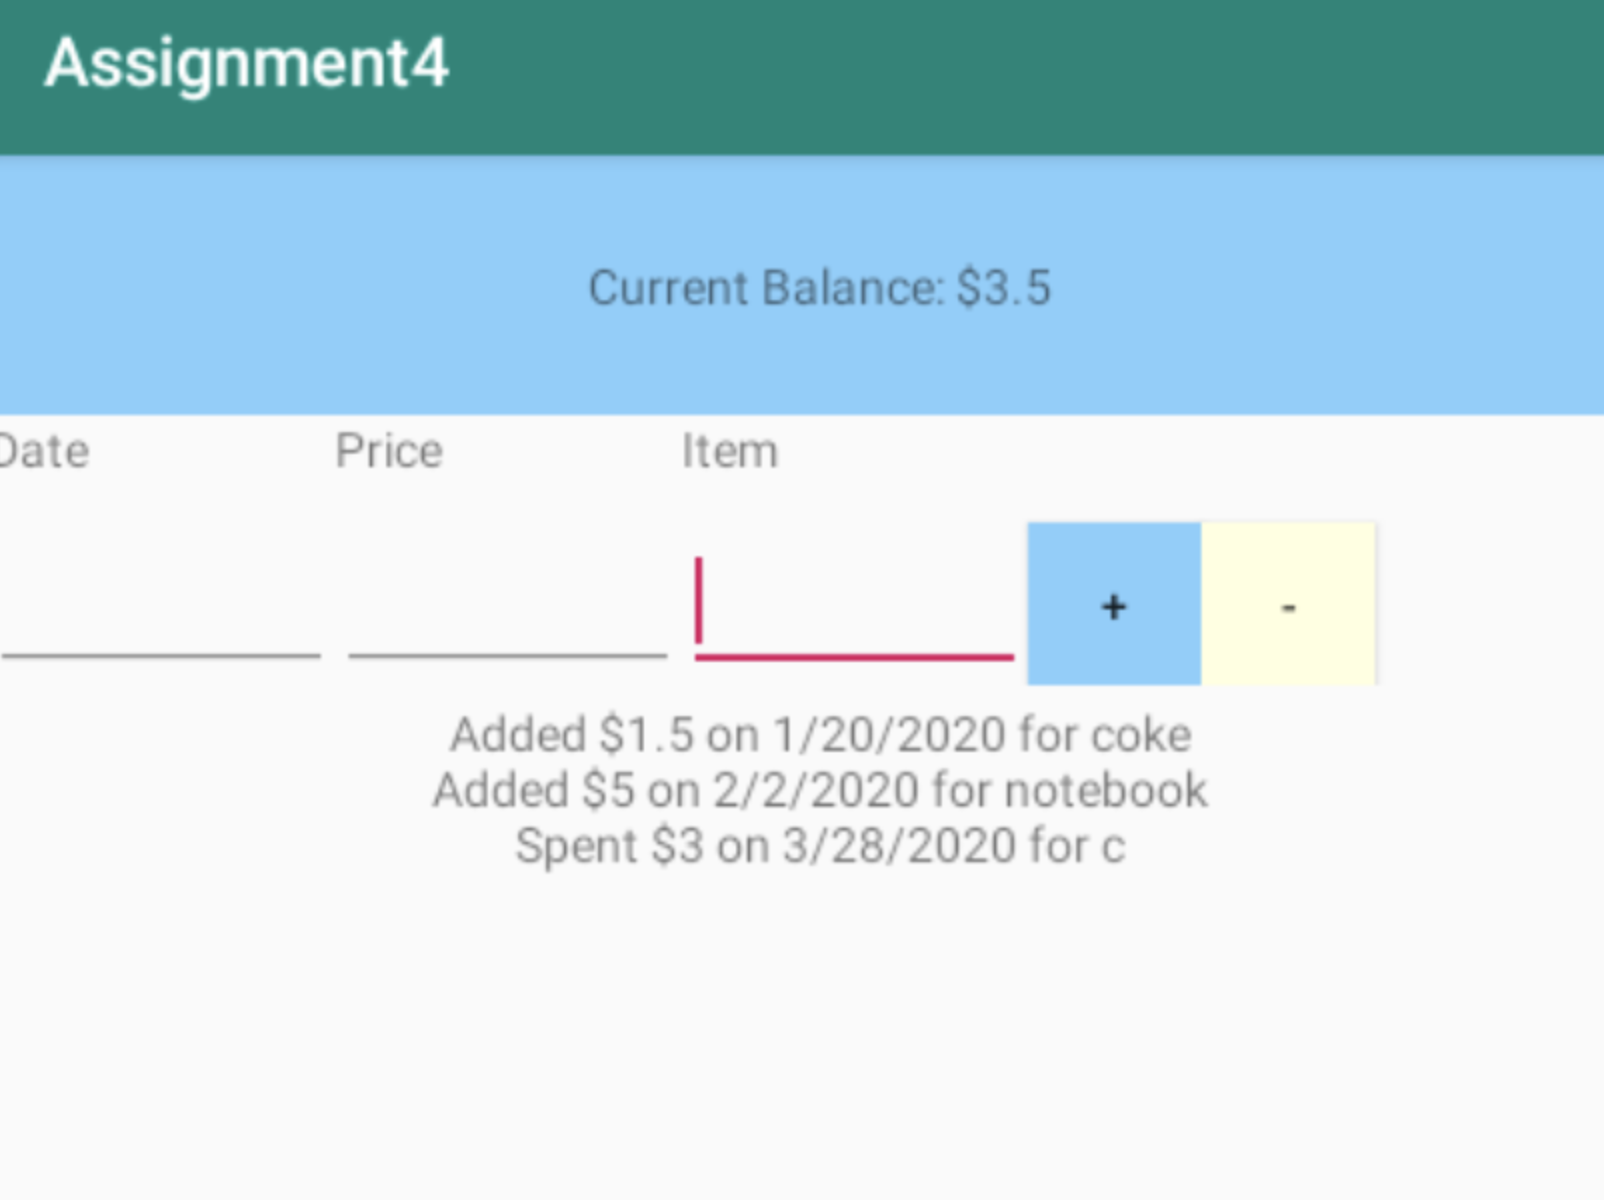 Assignment4
Current Balance: $3.5
Date Price Item
+ -
Added $1.5 on 1/20/2020 for coke
Added $5 on 2/2/2020 for notebook
Spent $3 on 3/28/2020 for c